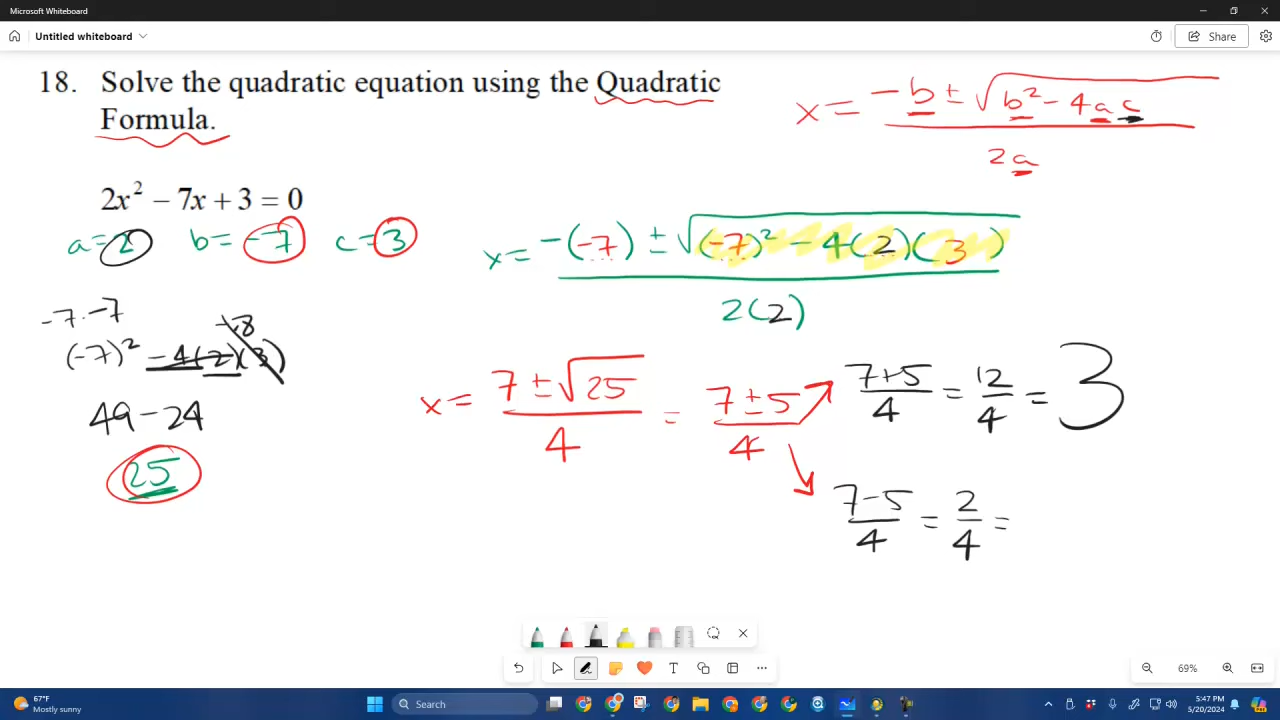 Microsoft Whiteboard
Untitled whiteboard
Share
18. Solve the quadratic equation using the Quadratic
Formula.
x = -b ± √b² - 4ac
2a
2x² - 7x + 3 = 0
a=2 b=-7 c=3
x= -(-7) ± √(-7)² - 4(2)(3)
2(2)
-7·-7
-8
(-7)² - 4(2)(3)
49-24
25
x = 7 ± √25 = 7 ± 5
4 4
7+5 = 12 = 3
4 4
7-5 = 2 =
4 4
69%
67°F
Mostly sunny
Search
5:47 PM
5/20/2024